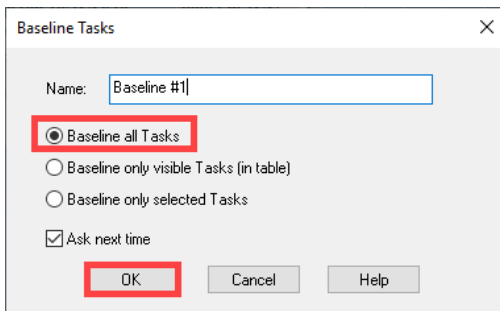 Baseline Tasks
Name: Baseline #1
Baseline all Tasks
Baseline only visible Tasks (in table)
Baseline only selected Tasks
Ask next time
OK Cancel Help